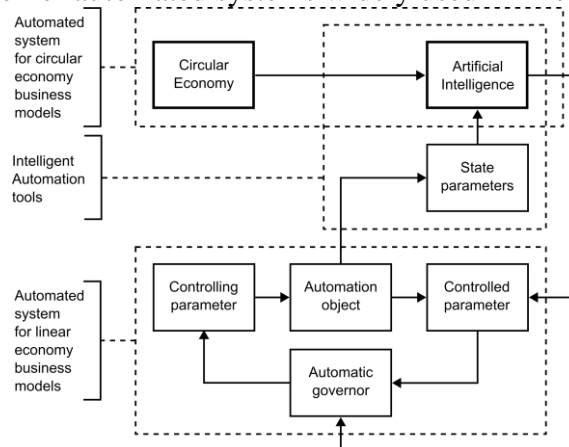 Automated
system
for circular
economy
business
models
Circular
Economy
Artificial
Intelligence
Intelligent
Automation
tools
State
parameters
Automated
system
for linear
economy
business
models
Controlling
parameter
Automation
object
Controlled
parameter
Automatic
governor